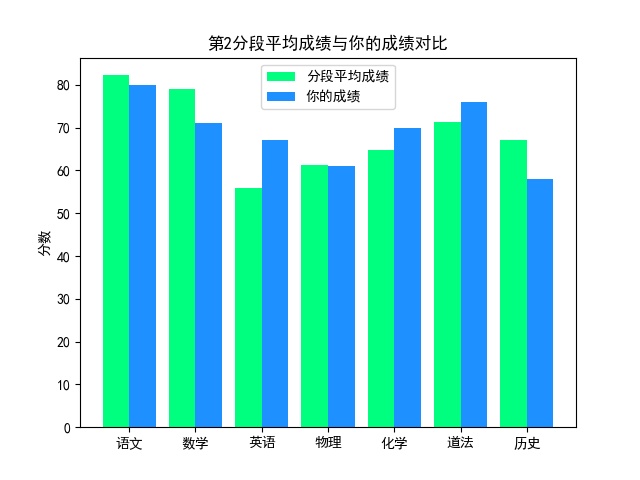 第2分段平均成绩与你的成绩对比
分段平均成绩
你的成绩
分数
80
70
60
50
40
30
20
10
0
语文 数学 英语 物理 化学 道法 历史